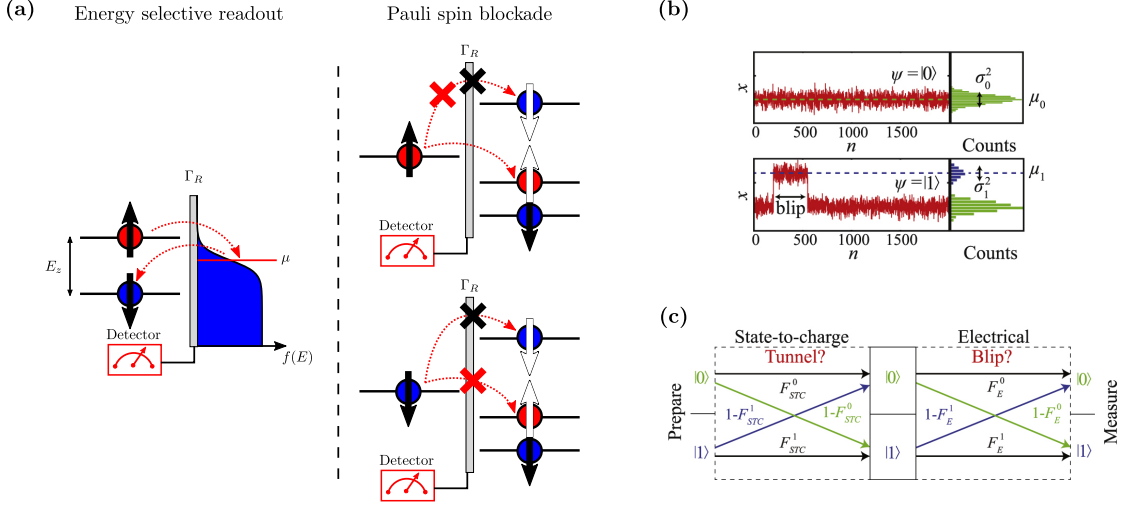 (a)
Energy selective readout
Pauli spin blockade
Γ_R
E_z
μ
Detector
f(E)
Γ_R
Detector
Γ_R
Detector
(b)
x
ψ = |0⟩
σ_0^2
μ_0
0 500 1000 1500
n
Counts
x
ψ = |1⟩
blip
σ_1^2
μ_1
0 500 1000 1500
n
Counts
(c)
State-to-charge
Electrical
Tunnel?
Blip?
Prepare
|0⟩
F_STC^0
|0⟩
F_E^0
|0⟩
1-F_STC^1
1-F_STC^0
1-F_E^1
1-F_E^0
Measure
|1⟩
F_STC^1
|1⟩
F_E^1
|1⟩